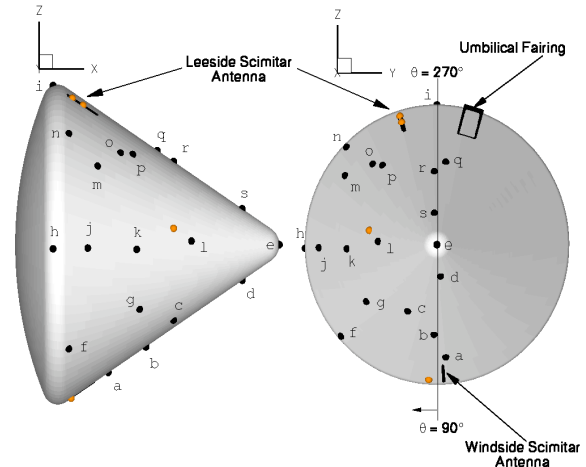 Z
Y X
Z
X Y
Leeside Scimitar
Antenna
Umbilical Fairing
θ = 270°
i
n
o
p
q
r
m
s
h
j
k
l
e
g
c
d
f
b
a
i
n
o
p
q
r
m
s
h
j
k
l
e
d
g
c
f
b
a
θ = 90°
Windside Scimitar
Antenna